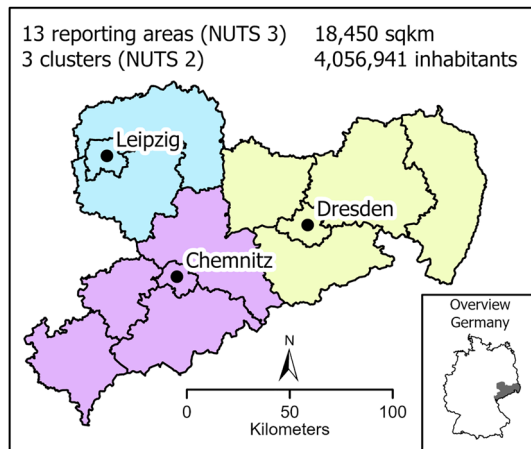 13 reporting areas (NUTS 3) 18,450 sqkm
3 clusters (NUTS 2) 4,056,941 inhabitants
Leipzig
Dresden
Chemnitz
N
0 50 100
Kilometers
Overview
Germany